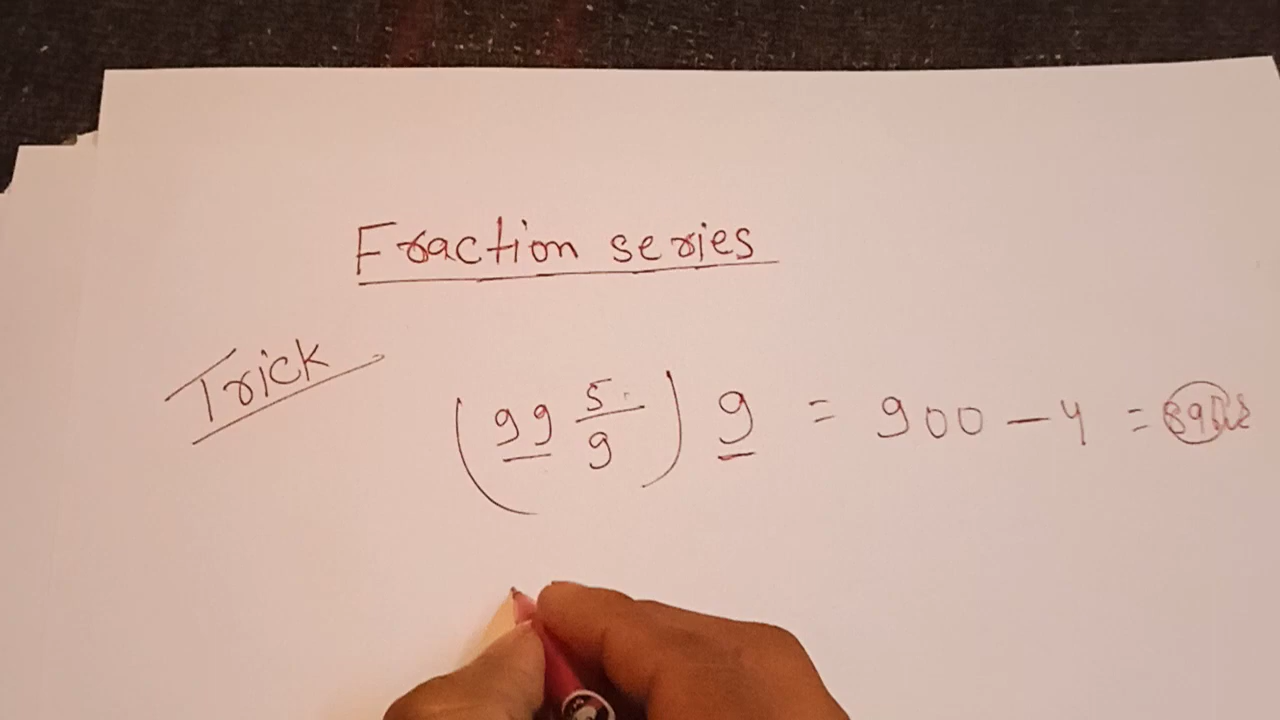 Fraction series
Trick
(99 5/9) 9 = 900 - 4 =